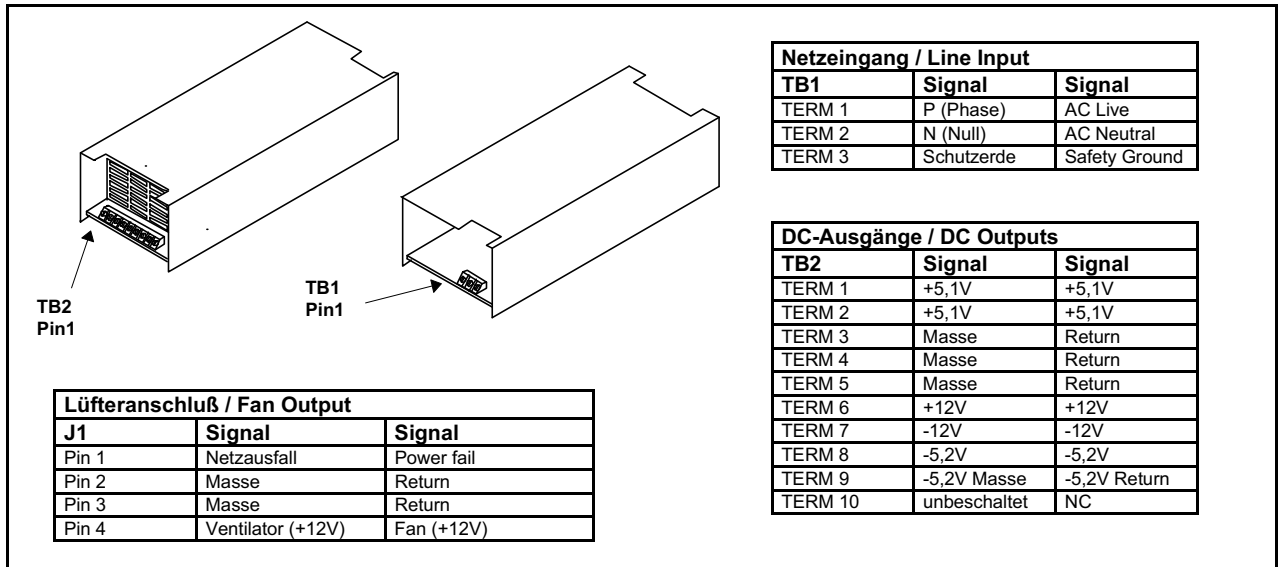 TB2
Pin1
TB1
Pin1
Netzeingang / Line Input
TB1 Signal Signal
TERM 1 P (Phase) AC Live
TERM 2 N (Null) AC Neutral
TERM 3 Schutzerde Safety Ground
DC-Ausgänge / DC Outputs
TB2 Signal Signal
TERM 1 +5,1V +5,1V
TERM 2 +5,1V +5,1V
TERM 3 Masse Return
TERM 4 Masse Return
TERM 5 Masse Return
TERM 6 +12V +12V
TERM 7 -12V -12V
TERM 8 -5,2V -5,2V
TERM 9 -5,2V Masse -5,2V Return
TERM 10 unbeschaltet NC
Lüfteranschluß / Fan Output
J1 Signal Signal
Pin 1 Netzausfall Power fail
Pin 2 Masse Return
Pin 3 Masse Return
Pin 4 Ventilator (+12V) Fan (+12V)